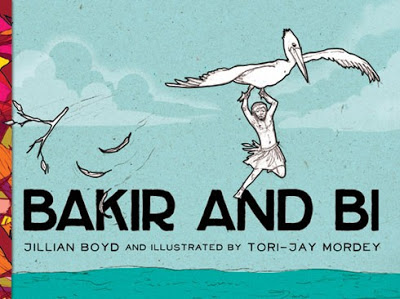 BAKIR AND BI
JILLIAN BOYD AND ILLUSTRATED BY TORI-JAY MORDEY